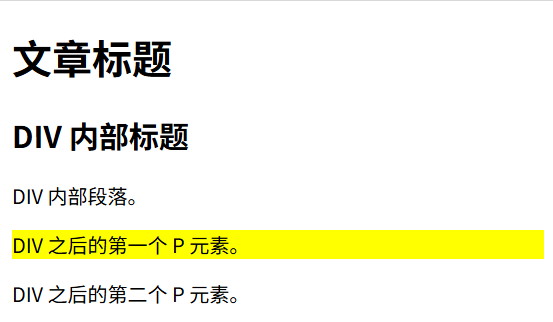 文章标题
DIV 内部标题
DIV 内部段落。
DIV 之后的第一个 P 元素。
DIV 之后的第二个 P 元素。